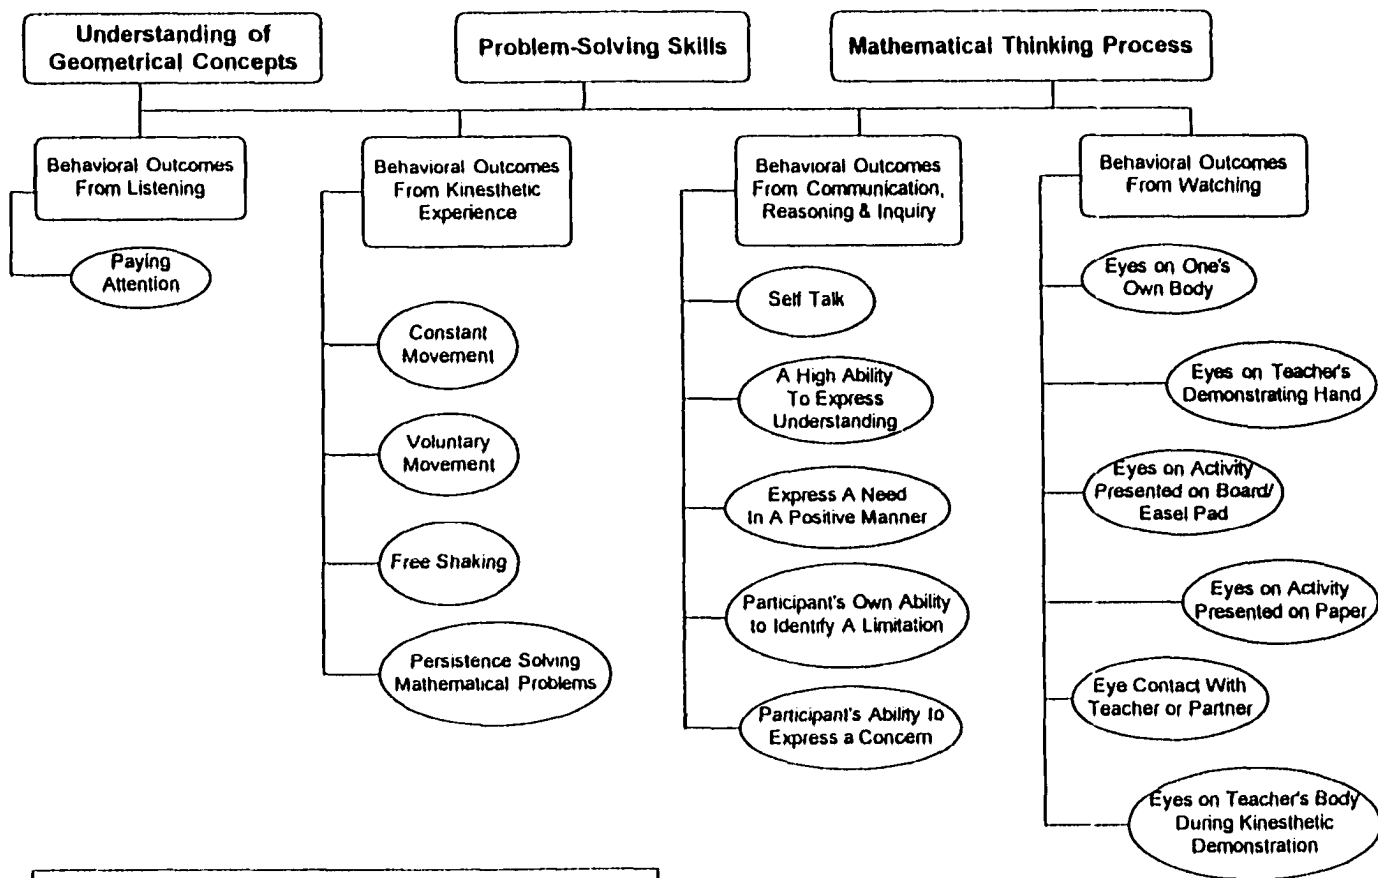 Understanding of
Geometrical Concepts
Problem-Solving Skills
Mathematical Thinking Process
Behavioral Outcomes
From Listening
Paying
Attention
Behavioral Outcomes
From Kinesthetic
Experience
Constant
Movement
Voluntary
Movement
Free Shaking
Persistence Solving
Mathematical Problems
Behavioral Outcomes
From Communication,
Reasoning & Inquiry
Self Talk
A High Ability
To Express
Understanding
Express A Need
In A Positive Manner
Participant's Own Ability
to Identify A Limitation
Participant's Ability to
Express a Concern
Behavioral Outcomes
From Watching
Eyes on One's
Own Body
Eyes on Teacher's
Demonstrating Hand
Eyes on Activity
Presented on Board/
Easel Pad
Eyes on Activity
Presented on Paper
Eye Contact With
Teacher or Partner
Eyes on Teacher's Body
During Kinesthetic
Demonstration